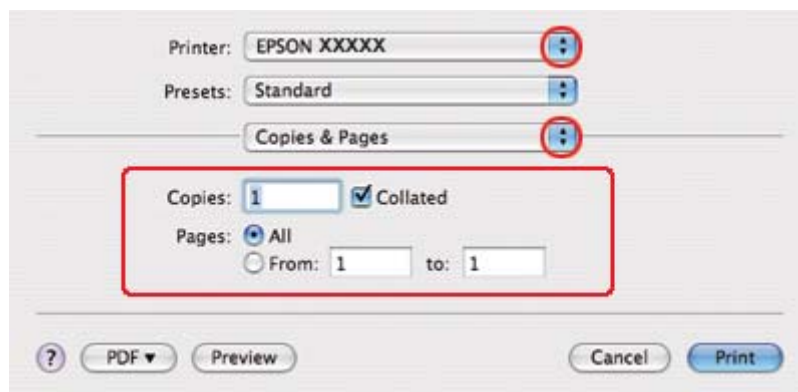 Printer: EPSON XXXXX
Presets: Standard
Copies & Pages
Copies: 1 Collated
Pages: All
From: 1 to: 1
? PDF ▼ Preview Cancel Print